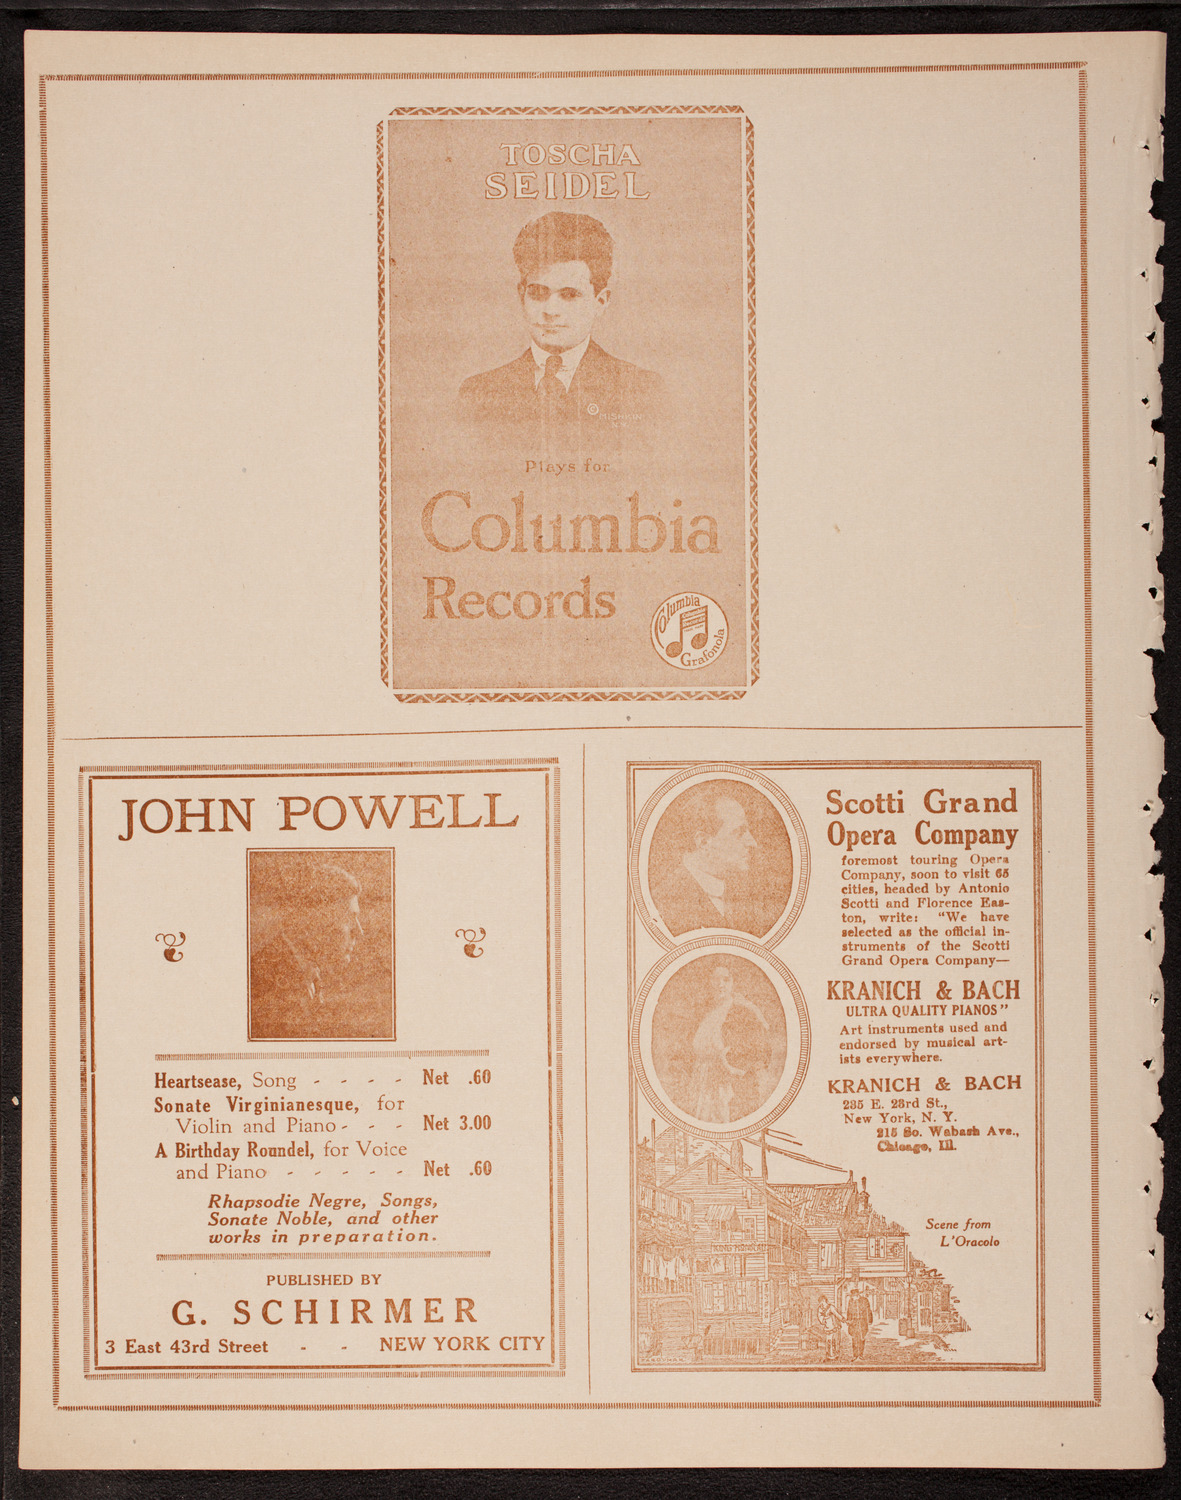 TOSCHA
SEIDEL
© MISHKIN
Plays for
Columbia
Records
Columbia
Grafonola
JOHN POWELL
Heartsease, Song - - - - Net .60
Sonate Virginianesque, for
Violin and Piano - - - Net 3.00
A Birthday Roundel, for Voice
and Piano - - - - - Net .60
Rhapsodie Negre, Songs,
Sonate Noble, and other
works in preparation.
PUBLISHED BY
G. SCHIRMER
3 East 43rd Street - - NEW YORK CITY
Scotti Grand
Opera Company
foremost touring Opera
Company, soon to visit 65
cities, headed by Antonio
Scotti and Florence Eas-
ton, write: "We have
selected as the official in-
struments of the Scotti
Grand Opera Company—
KRANICH & BACH
ULTRA QUALITY PIANOS"
Art instruments used and
endorsed by musical art-
ists everywhere.
KRANICH & BACH
235 E. 23rd St.,
New York, N. Y.
215 So. Wabash Ave.,
Chicago, Ill.
Scene from
L'Oracolo